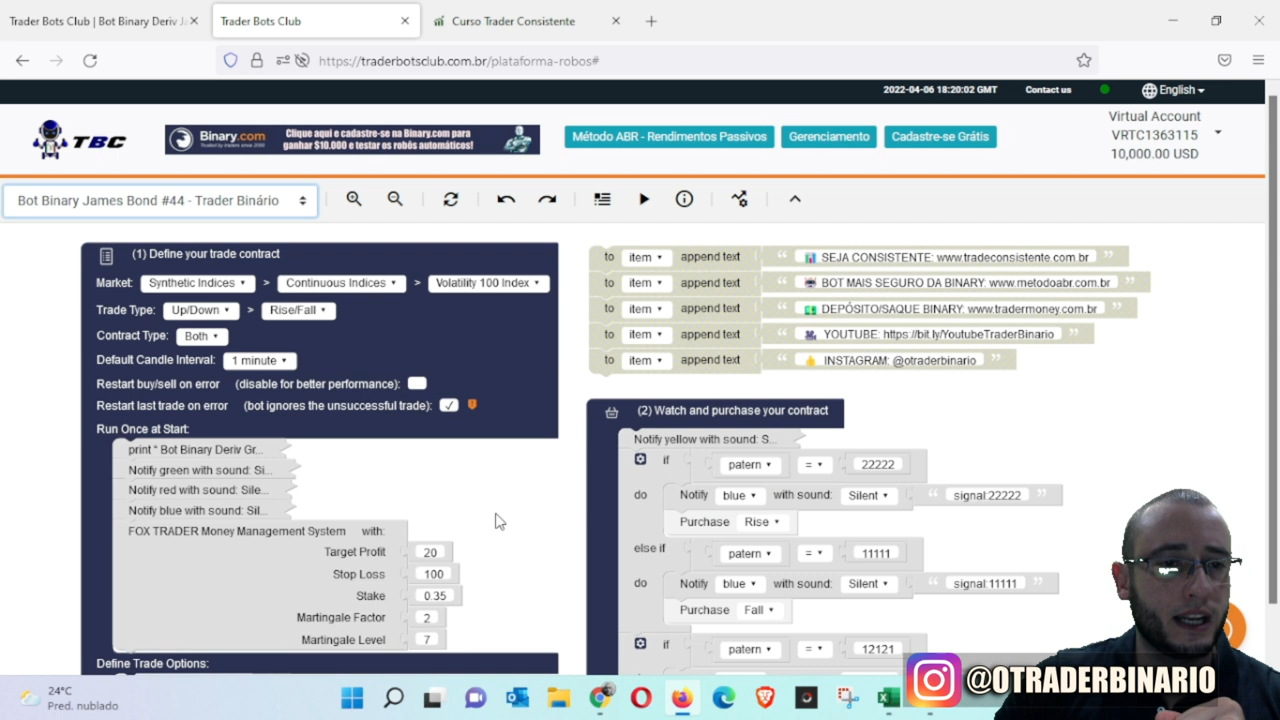 Trader Bots Club | Bot Binary Deriv
Trader Bots Club
Curso Trader Consistente
https://traderbotsclub.com.br/plataforma-robos#
2022-04-06 18:20:02 GMT
Contact us
English
TBC
Binary.com
Clique aqui e cadastre-se na Binary.com para
ganhar $10.000 e testar os robôs automáticos!
Método ABR - Rendimentos Passivos
Gerenciamento
Cadastre-se Grátis
Virtual Account
VRTC1363115
10,000.00 USD
Bot Binary James Bond #44 - Trader Binário
(1) Define your trade contract
Market: Synthetic Indices > Continuous Indices > Volatility 100 Index
Trade Type: Up/Down > Rise/Fall
Contract Type: Both
Default Candle Interval: 1 minute
Restart buy/sell on error (disable for better performance):
Restart last trade on error (bot ignores the unsuccessful trade):
Run Once at Start:
print “ Bot Binary Deriv Gr...
Notify green with sound: Si...
Notify red with sound: Sile...
Notify blue with sound: Sil...
FOX TRADER Money Management System with:
Target Profit 20
Stop Loss 100
Stake 0.35
Martingale Factor 2
Martingale Level 7
Define Trade Options:
to item append text “ SEJA CONSISTENTE: www.tradeconsistente.com.br ”
to item append text “ BOT MAIS SEGURO DA BINARY: www.metodoabr.com.br ”
to item append text “ DEPÓSITO/SAQUE BINARY: www.tradermoney.com.br ”
to item append text “ YOUTUBE: https://bit.ly/YoutubeTraderBinario ”
to item append text “ INSTAGRAM: @otraderbinario ”
(2) Watch and purchase your contract
Notify yellow with sound: S...
if patern = 22222
do Notify blue with sound: Silent “ signal:22222 ”
Purchase Rise
else if patern = 11111
do Notify blue with sound: Silent “ signal:11111 ”
Purchase Fall
if patern = 12121
@OTRADERBINARIO
24°C
Pred. nublado